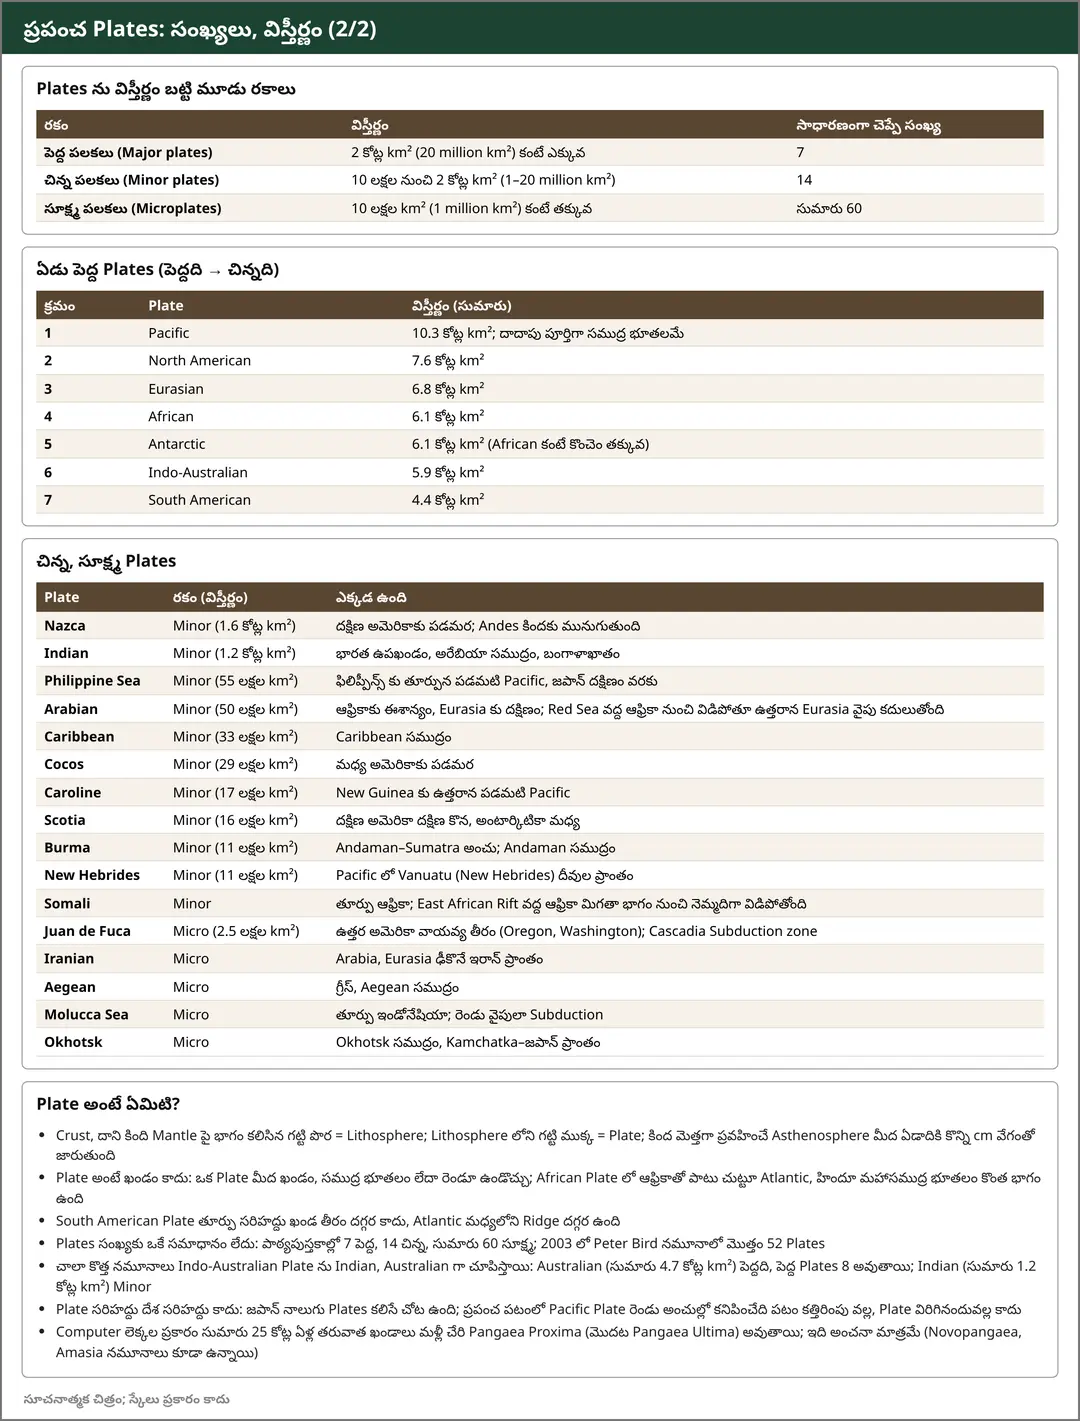 ప్రపంచ Plates: సంఖ్యలు, విస్తీర్ణం (2/2)
Plates ను విస్తీర్ణం బట్టి మూడు రకాలు
రకం విస్తీర్ణం సాధారణంగా చెప్పే సంఖ్య
పెద్ద పలకలు (Major plates) 2 కోట్ల km² (20 million km²) కంటే ఎక్కువ 7
చిన్న పలకలు (Minor plates) 10 లక్షల నుంచి 2 కోట్ల km² (1–20 million km²) 14
సూక్ష్మ పలకలు (Microplates) 10 లక్షల km² (1 million km²) కంటే తక్కువ సుమారు 60
ఏడు పెద్ద Plates (పెద్దది → చిన్నది)
క్రమం Plate విస్తీర్ణం (సుమారు)
1 Pacific 10.3 కోట్ల km²; దాదాపు పూర్తిగా సముద్ర భూతలమే
2 North American 7.6 కోట్ల km²
3 Eurasian 6.8 కోట్ల km²
4 African 6.1 కోట్ల km²
5 Antarctic 6.1 కోట్ల km² (African కంటే కొంచెం తక్కువ)
6 Indo-Australian 5.9 కోట్ల km²
7 South American 4.4 కోట్ల km²
చిన్న, సూక్ష్మ Plates
Plate రకం (విస్తీర్ణం) ఎక్కడ ఉంది
Nazca Minor (1.6 కోట్ల km²) దక్షిణ అమెరికాకు పడమర; Andes కిందకు మునుగుతుంది
Indian Minor (1.2 కోట్ల km²) భారత ఉపఖండం, అరేబియా సముద్రం, బంగాళాఖాతం
Philippine Sea Minor (55 లక్షల km²) ఫిలిప్పీన్స్ కు తూర్పున పడమటి Pacific, జపాన్ దక్షిణం వరకు
Arabian Minor (50 లక్షల km²) ఆఫ్రికాకు ఈశాన్యం, Eurasia కు దక్షిణం; Red Sea వద్ద ఆఫ్రికా నుంచి విడిపోతూ ఉత్తరాన Eurasia వైపు కదులుతోంది
Caribbean Minor (33 లక్షల km²) Caribbean సముద్రం
Cocos Minor (29 లక్షల km²) మధ్య అమెరికాకు పడమర
Caroline Minor (17 లక్షల km²) New Guinea కు ఉత్తరాన పడమటి Pacific
Scotia Minor (16 లక్షల km²) దక్షిణ అమెరికా దక్షిణ కొన, అంటార్కిటికా మధ్య
Burma Minor (11 లక్షల km²) Andaman–Sumatra అంచు; Andaman సముద్రం
New Hebrides Minor (11 లక్షల km²) Pacific లో Vanuatu (New Hebrides) దీవుల ప్రాంతం
Somali Minor తూర్పు ఆఫ్రికా; East African Rift వద్ద ఆఫ్రికా మిగతా భాగం నుంచి నెమ్మదిగా విడిపోతోంది
Juan de Fuca Micro (2.5 లక్షల km²) ఉత్తర అమెరికా వాయవ్య తీరం (Oregon, Washington); Cascadia Subduction zone
Iranian Micro Arabia, Eurasia ఢీకొనే ఇరాన్ ప్రాంతం
Aegean Micro గ్రీస్, Aegean సముద్రం
Molucca Sea Micro తూర్పు ఇండోనేషియా; రెండు వైపులా Subduction
Okhotsk Micro Okhotsk సముద్రం, Kamchatka–జపాన్ ప్రాంతం
Plate అంటే ఏమిటి?
• Crust, దాని కింది Mantle పై భాగం కలిసిన గట్టి పొర = Lithosphere; Lithosphere లోని గట్టి ముక్క = Plate; కింద మెత్తగా ప్రవహించే Asthenosphere మీద ఏడాదికి కొన్ని cm వేగంతో
జారుతుంది
• Plate అంటే ఖండం కాదు: ఒక Plate మీద ఖండం, సముద్ర భూతలం లేదా రెండూ ఉండొచ్చు; African Plate లో ఆఫ్రికాతో పాటు చుట్టూ Atlantic, హిందూ మహాసముద్ర భూతలం కొంత భాగం
ఉంది
• South American Plate తూర్పు సరిహద్దు ఖండ తీరం దగ్గర కాదు, Atlantic మధ్యలోని Ridge దగ్గర ఉంది
• Plates సంఖ్యకు ఒకే సమాధానం లేదు: పాఠ్యపుస్తకాల్లో 7 పెద్ద, 14 చిన్న, సుమారు 60 సూక్ష్మ; 2003 లో Peter Bird నమూనాలో మొత్తం 52 Plates
• చాలా కొత్త నమూనాలు Indo-Australian Plate ను Indian, Australian గా చూపిస్తాయి: Australian (సుమారు 4.7 కోట్ల km²) పెద్దది, పెద్ద Plates 8 అవుతాయి; Indian (సుమారు 1.2
కోట్ల km²) Minor
• Plate సరిహద్దు దేశ సరిహద్దు కాదు: జపాన్ నాలుగు Plates కలిసే చోట ఉంది; ప్రపంచ పటంలో Pacific Plate రెండు అంచుల్లో కనిపించేది పటం కత్తిరింపు వల్ల, Plate విరిగినందువల్ల కాదు
• Computer లెక్కల ప్రకారం సుమారు 25 కోట్ల ఏళ్ల తరువాత ఖండాలు మళ్లీ చేరి Pangaea Proxima (మొదట Pangaea Ultima) అవుతాయి; ఇది అంచనా మాత్రమే (Novopangaea,
Amasia నమూనాలు కూడా ఉన్నాయి)
సూచనాత్మక చిత్రం; స్కేలు ప్రకారం కాదు